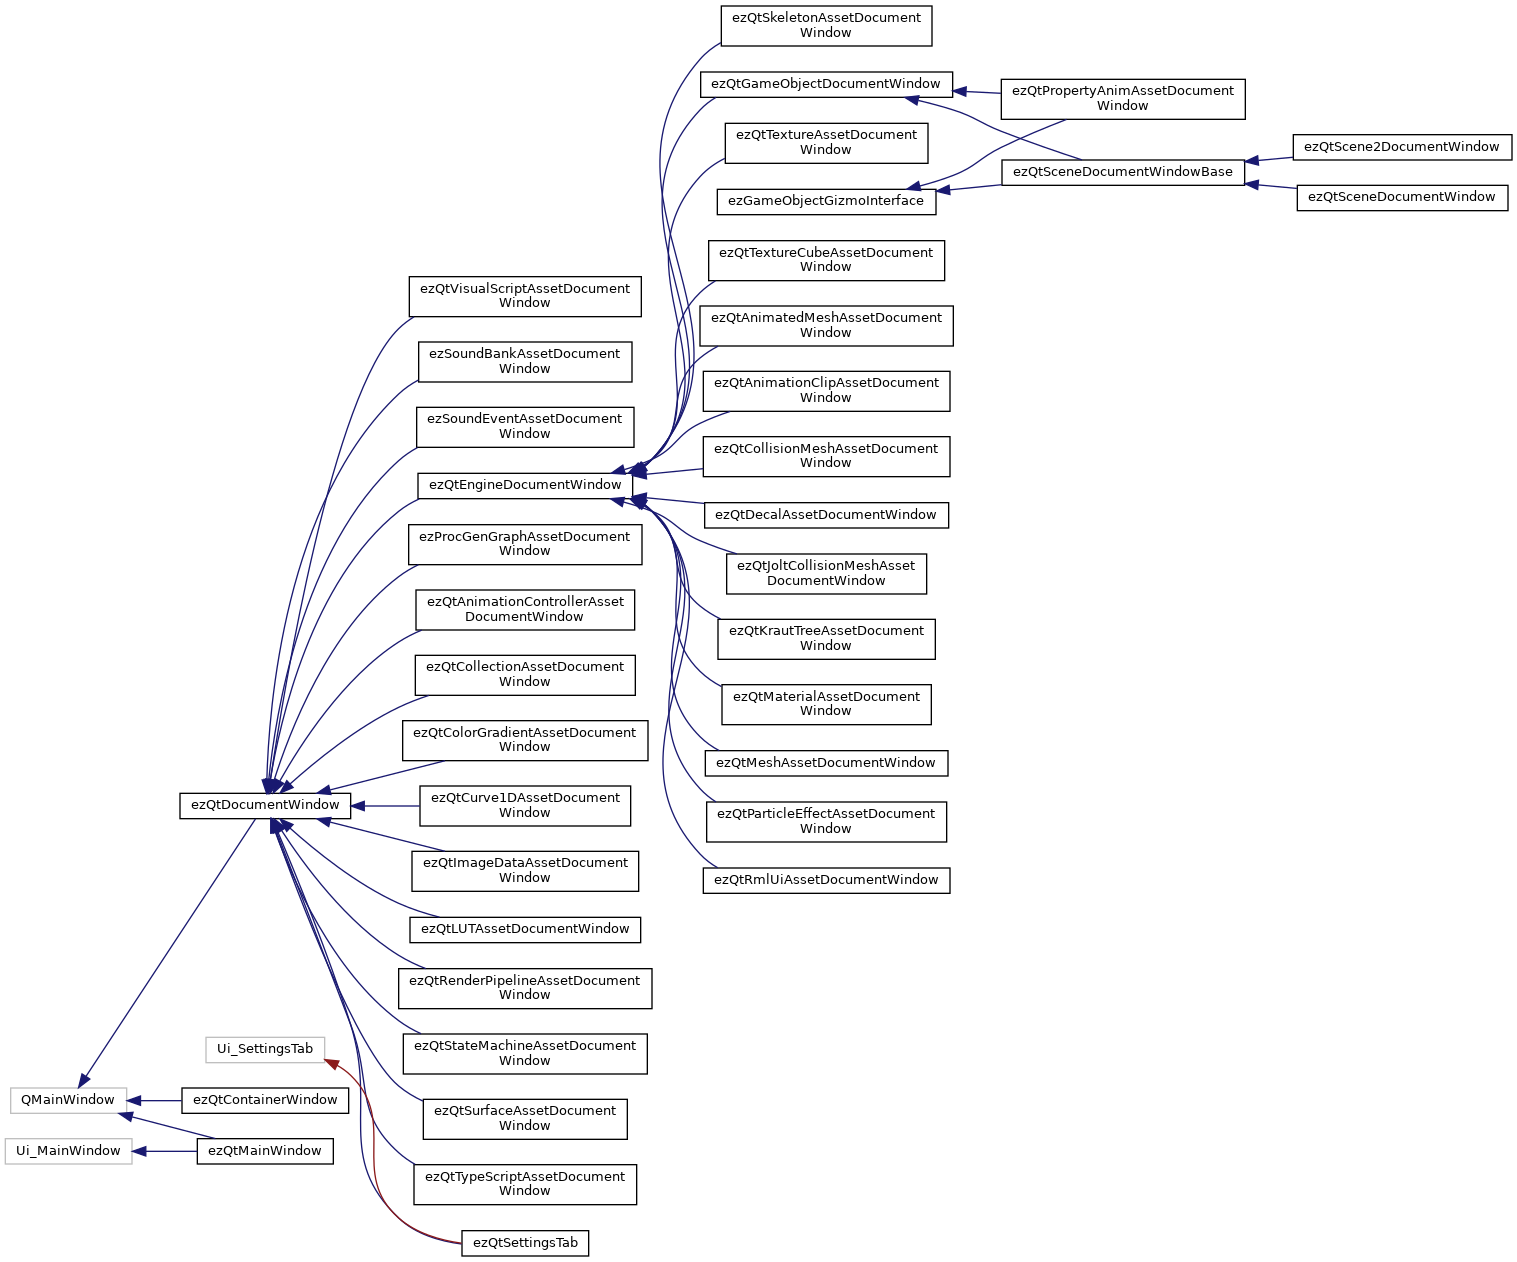 ezQtSkeletonAssetDocument
Window
ezQtGameObjectDocumentWindow
ezQtPropertyAnimAssetDocument
Window
ezQtTextureAssetDocument
Window
ezQtScene2DocumentWindow
ezQtSceneDocumentWindowBase
ezGameObjectGizmoInterface
ezQtSceneDocumentWindow
ezQtTextureCubeAssetDocument
Window
ezQtVisualScriptAssetDocument
Window
ezQtAnimatedMeshAssetDocument
Window
ezSoundBankAssetDocument
Window
ezQtAnimationClipAssetDocument
Window
ezSoundEventAssetDocument
Window
ezQtCollisionMeshAssetDocument
Window
ezQtEngineDocumentWindow
ezQtDecalAssetDocumentWindow
ezProcGenGraphAssetDocument
Window
ezQtJoltCollisionMeshAsset
DocumentWindow
ezQtAnimationControllerAsset
DocumentWindow
ezQtKrautTreeAssetDocument
Window
ezQtCollectionAssetDocument
Window
ezQtMaterialAssetDocument
Window
ezQtColorGradientAssetDocument
Window
ezQtMeshAssetDocumentWindow
ezQtDocumentWindow
ezQtCurve1DAssetDocument
Window
ezQtParticleEffectAssetDocument
Window
ezQtImageDataAssetDocument
Window
ezQtRmlUiAssetDocumentWindow
ezQtLUTAssetDocumentWindow
ezQtRenderPipelineAssetDocument
Window
Ui_SettingsTab
ezQtStateMachineAssetDocument
Window
QMainWindow
ezQtContainerWindow
ezQtSurfaceAssetDocument
Window
Ui_MainWindow
ezQtMainWindow
ezQtTypeScriptAssetDocument
Window
ezQtSettingsTab